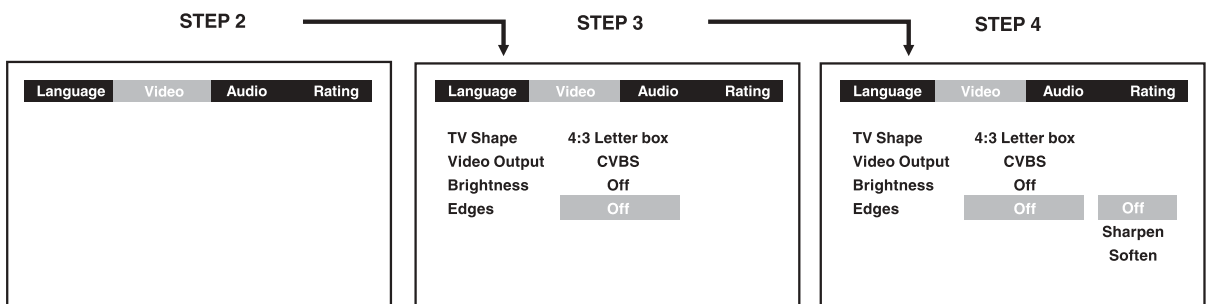 STEP 2
STEP 3
STEP 4
Language Video Audio Rating
Language Video Audio Rating
TV Shape 4:3 Letter box
Video Output CVBS
Brightness Off
Edges Off
Language Video Audio Rating
TV Shape 4:3 Letter box
Video Output CVBS
Brightness Off
Edges Off Off
Sharpen
Soften